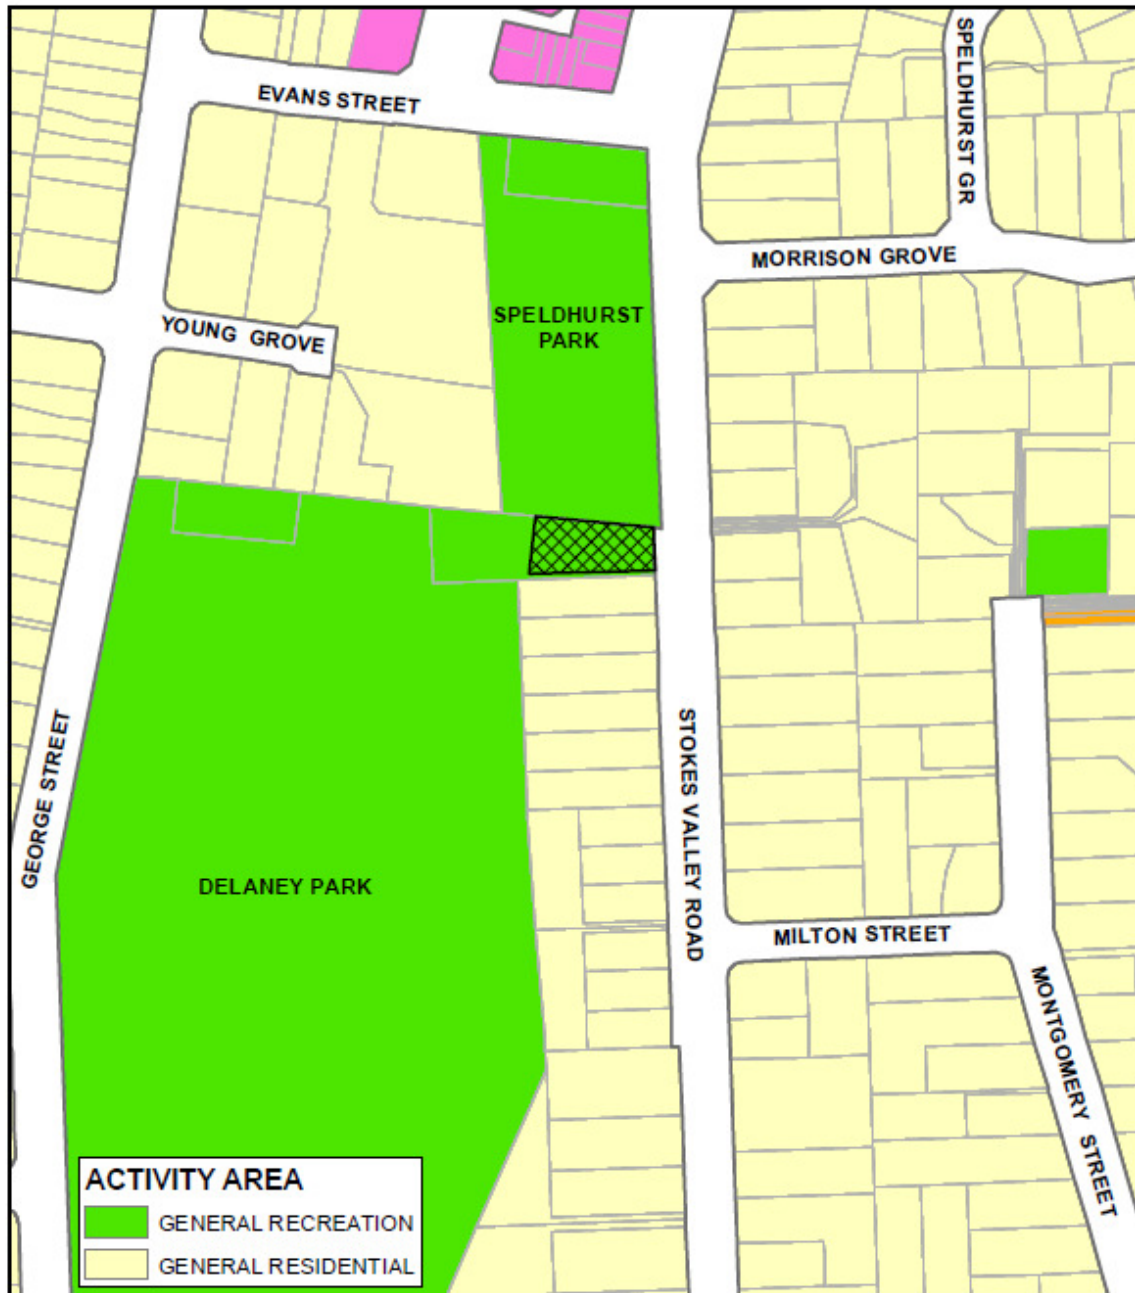 EVANS STREET
SPELDHURST GR
MORRISON GROVE
SPELDHURST
PARK
YOUNG GROVE
GEORGE STREET
STOKES VALLEY ROAD
DELANEY PARK
MILTON STREET
MONTGOMERY STREET
ACTIVITY AREA
GENERAL RECREATION
GENERAL RESIDENTIAL